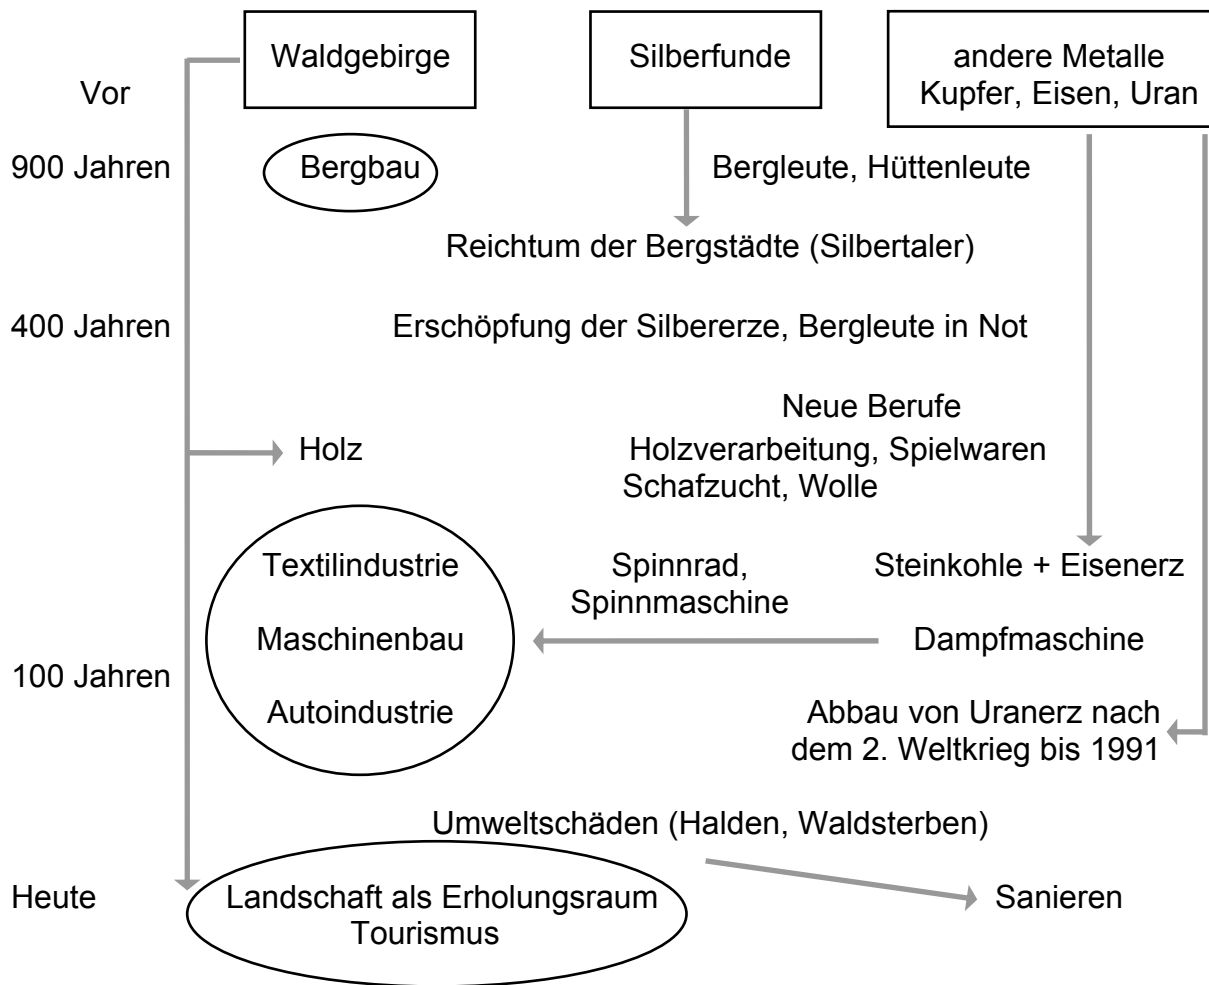 Waldgebirge
Silberfunde
andere Metalle
Kupfer, Eisen, Uran
Vor
900 Jahren
Bergbau
Bergleute, Hüttenleute
Reichtum der Bergstädte (Silbertaler)
400 Jahren
Erschöpfung der Silbererze, Bergleute in Not
Neue Berufe
Holz
Holzverarbeitung, Spielwaren
Schafzucht, Wolle
Textilindustrie
Spinnrad,
Spinnmaschine
Steinkohle + Eisenerz
Maschinenbau
Dampfmaschine
100 Jahren
Autoindustrie
Abbau von Uranerz nach
dem 2. Weltkrieg bis 1991
Umweltschäden (Halden, Waldsterben)
Heute
Landschaft als Erholungsraum
Tourismus
Sanieren